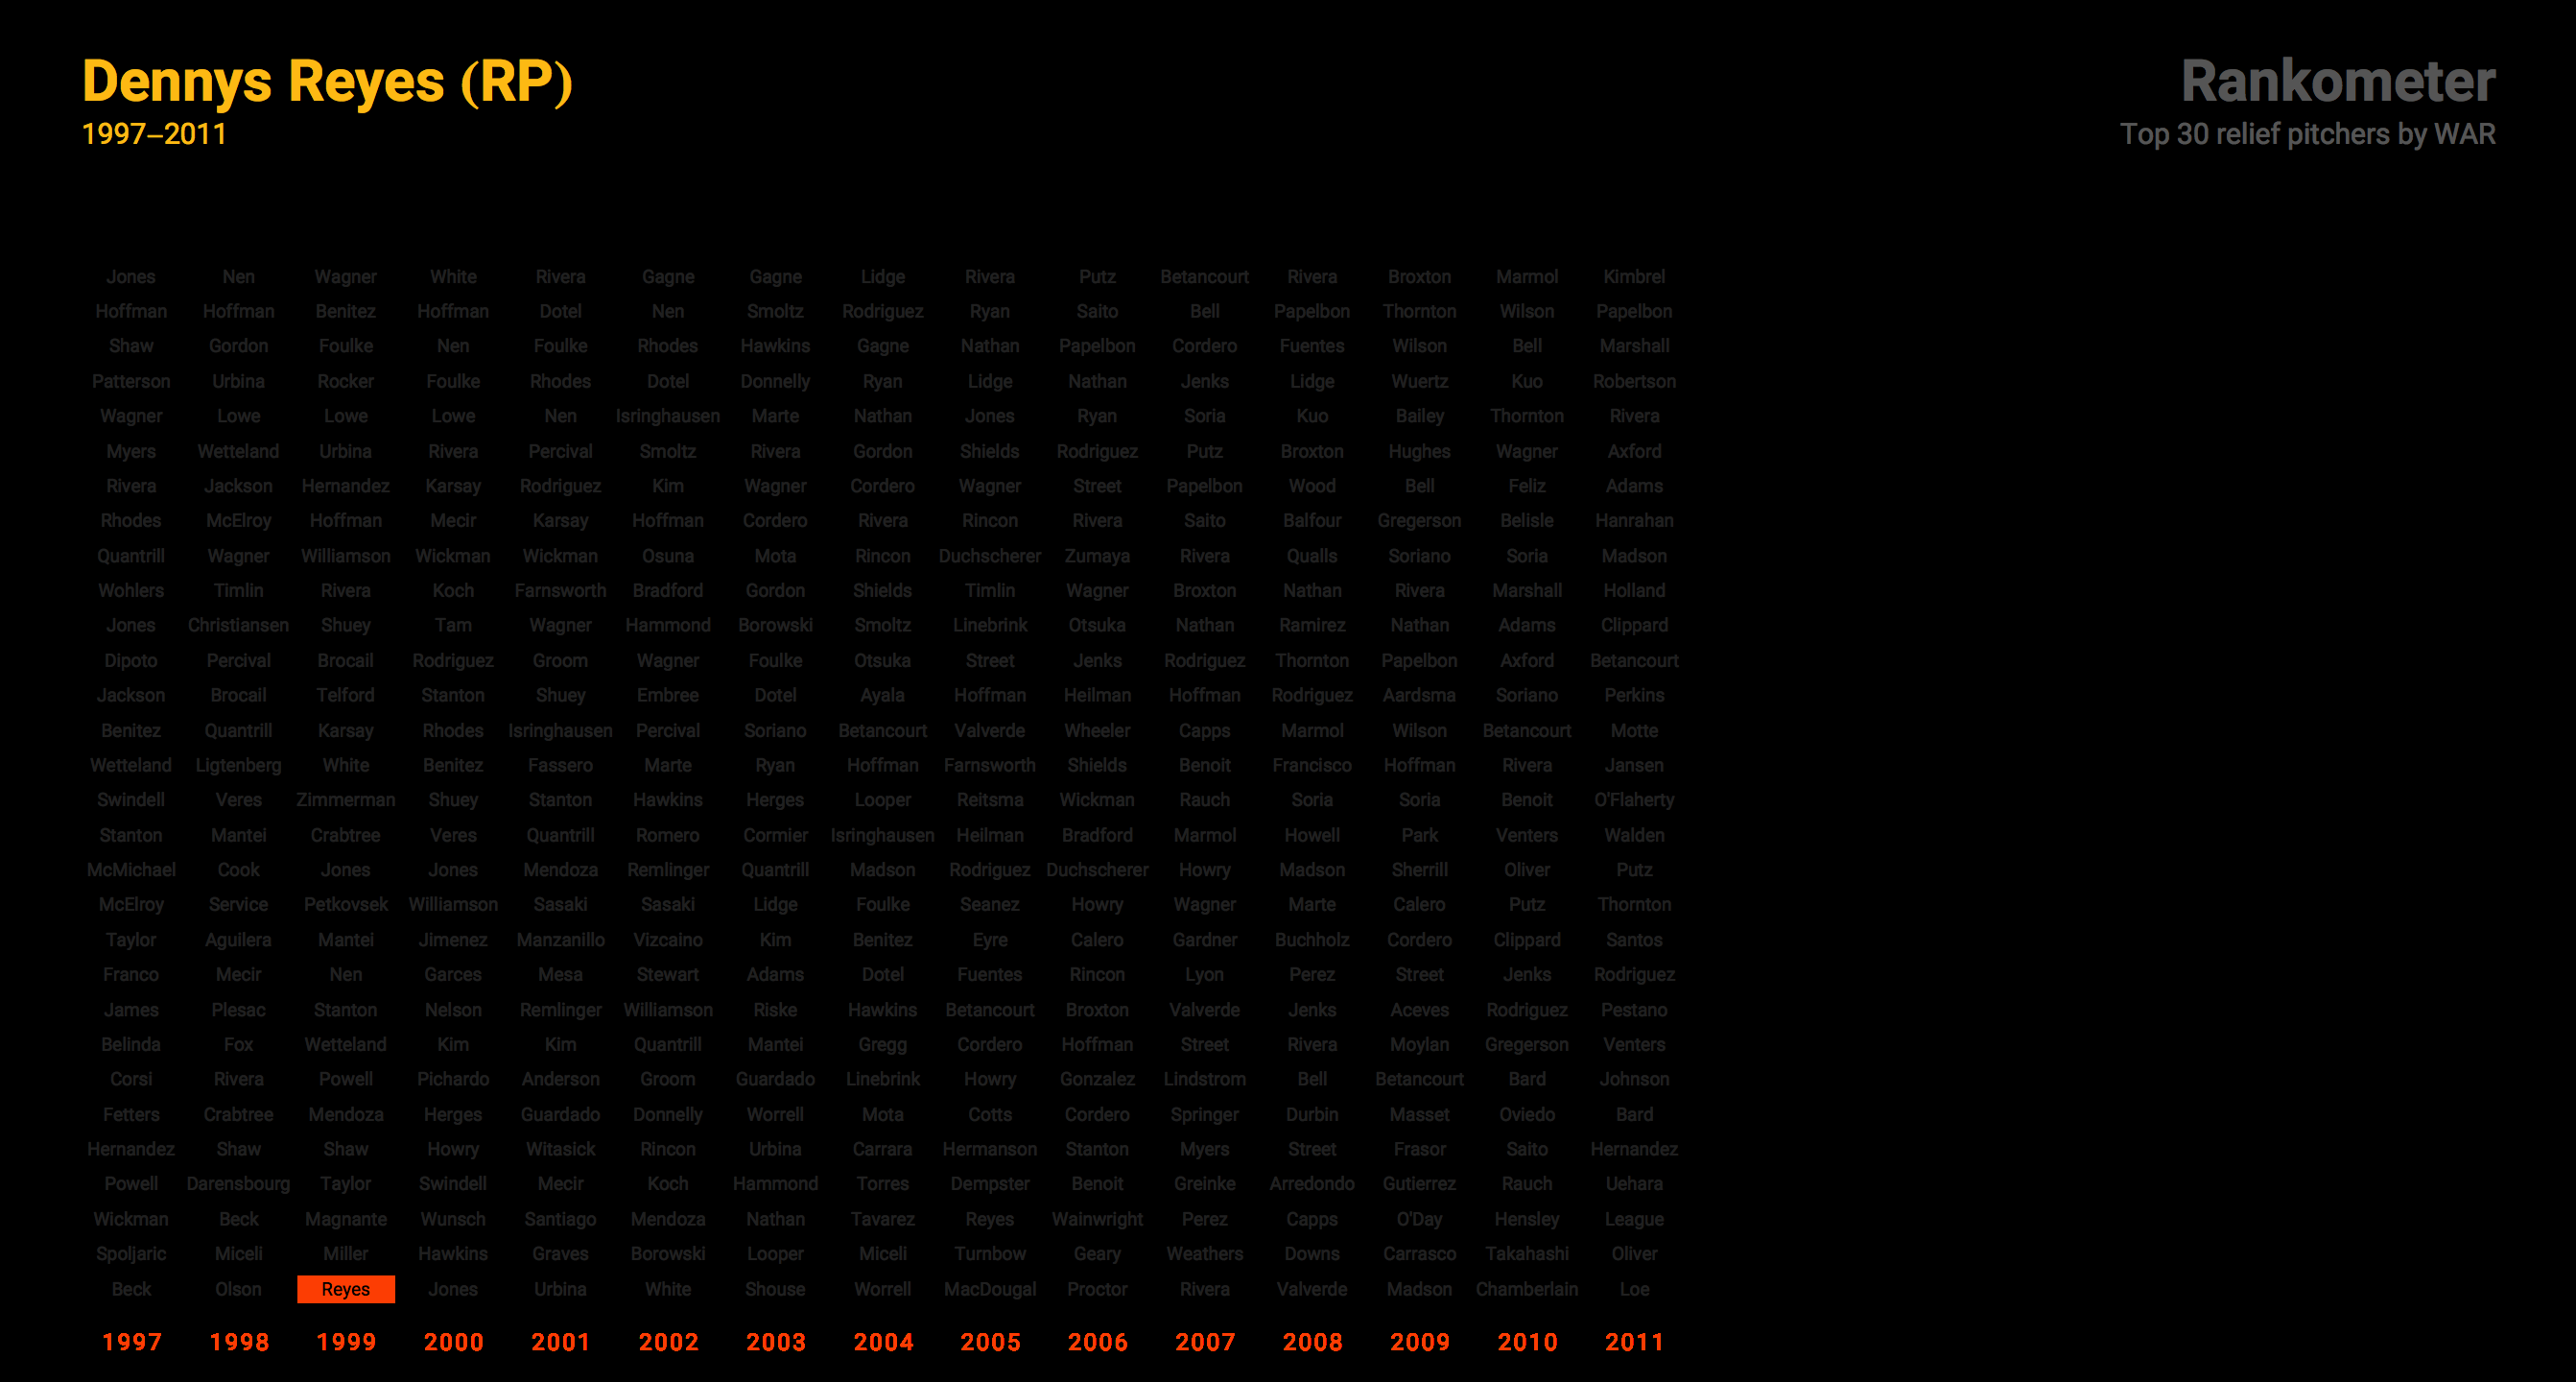 Dennys Reyes (RP)
1997–2011
Rankometer
Top 30 relief pitchers by WAR
Jones Nen Wagner White Rivera Gagne Gagne Lidge Rivera Putz Betancourt Rivera Broxton Marmol Kimbrel
Hoffman Hoffman Benitez Hoffman Dotel Nen Smoltz Rodriguez Ryan Saito Bell Papelbon Thornton Wilson Papelbon
Shaw Gordon Foulke Nen Foulke Rhodes Hawkins Gagne Nathan Papelbon Cordero Fuentes Wilson Bell Marshall
Patterson Urbina Rocker Foulke Rhodes Dotel Donnelly Ryan Lidge Nathan Jenks Lidge Wuertz Kuo Robertson
Wagner Lowe Lowe Lowe Nen Isringhausen Marte Nathan Jones Ryan Soria Kuo Bailey Thornton Rivera
Myers Wetteland Urbina Rivera Percival Smoltz Rivera Gordon Shields Rodriguez Putz Broxton Hughes Wagner Axford
Rivera Jackson Hernandez Karsay Rodriguez Kim Wagner Cordero Wagner Street Papelbon Wood Bell Feliz Adams
Rhodes McElroy Hoffman Mecir Karsay Hoffman Cordero Rivera Rincon Rivera Saito Balfour Gregerson Belisle Hanrahan
Quantrill Wagner Williamson Wickman Wickman Osuna Mota Rincon Duchscherer Zumaya Rivera Qualls Soriano Soria Madson
Wohlers Timlin Rivera Koch Farnsworth Bradford Gordon Shields Timlin Wagner Broxton Nathan Rivera Marshall Holland
Jones Christiansen Shuey Tam Wagner Hammond Borowski Smoltz Linebrink Otsuka Nathan Ramirez Nathan Adams Clippard
Dipoto Percival Brocail Rodriguez Groom Wagner Foulke Otsuka Street Jenks Rodriguez Thornton Papelbon Axford Betancourt
Jackson Brocail Telford Stanton Shuey Embree Dotel Ayala Hoffman Heilman Hoffman Rodriguez Aardsma Soriano Perkins
Benitez Quantrill Karsay Rhodes Isringhausen Percival Soriano Betancourt Valverde Wheeler Capps Marmol Wilson Betancourt Motte
Wetteland Ligtenberg White Benitez Fassero Marte Ryan Hoffman Farnsworth Shields Benoit Francisco Hoffman Rivera Jansen
Swindell Veres Zimmerman Shuey Stanton Hawkins Herges Looper Reitsma Wickman Rauch Soria Soria Benoit O'Flaherty
Stanton Mantei Crabtree Veres Quantrill Romero Cormier Isringhausen Heilman Bradford Marmol Howell Park Venters Walden
McMichael Cook Jones Jones Mendoza Remlinger Quantrill Madson Rodriguez Duchscherer Howry Madson Sherrill Oliver Putz
McElroy Service Petkovsek Williamson Sasaki Sasaki Lidge Foulke Seanez Howry Wagner Marte Calero Putz Thornton
Taylor Aguilera Mantei Jimenez Manzanillo Vizcaino Kim Benitez Eyre Calero Gardner Buchholz Cordero Clippard Santos
Franco Mecir Nen Garces Mesa Stewart Adams Dotel Fuentes Rincon Lyon Perez Street Jenks Rodriguez
James Plesac Stanton Nelson Remlinger Williamson Riske Hawkins Betancourt Broxton Valverde Jenks Aceves Rodriguez Pestano
Belinda Fox Wetteland Kim Kim Quantrill Mantei Gregg Cordero Hoffman Street Rivera Moylan Gregerson Venters
Corsi Rivera Powell Pichardo Anderson Groom Guardado Linebrink Howry Gonzalez Lindstrom Bell Betancourt Bard Johnson
Fetters Crabtree Mendoza Herges Guardado Donnelly Worrell Mota Cotts Cordero Springer Durbin Masset Oviedo Bard
Hernandez Shaw Shaw Howry Witasick Rincon Urbina Carrara Hermanson Stanton Myers Street Frasor Saito Hernandez
Powell Darensbourg Taylor Swindell Mecir Koch Hammond Torres Dempster Benoit Greinke Arredondo Gutierrez Rauch Uehara
Wickman Beck Magnante Wunsch Santiago Mendoza Nathan Tavarez Reyes Wainwright Perez Capps O'Day Hensley League
Spoljaric Miceli Miller Hawkins Graves Borowski Looper Miceli Turnbow Geary Weathers Downs Carrasco Takahashi Oliver
Beck Olson Reyes Jones Urbina White Shouse Worrell MacDougal Proctor Rivera Valverde Madson Chamberlain Loe
1997 1998 1999 2000 2001 2002 2003 2004 2005 2006 2007 2008 2009 2010 2011